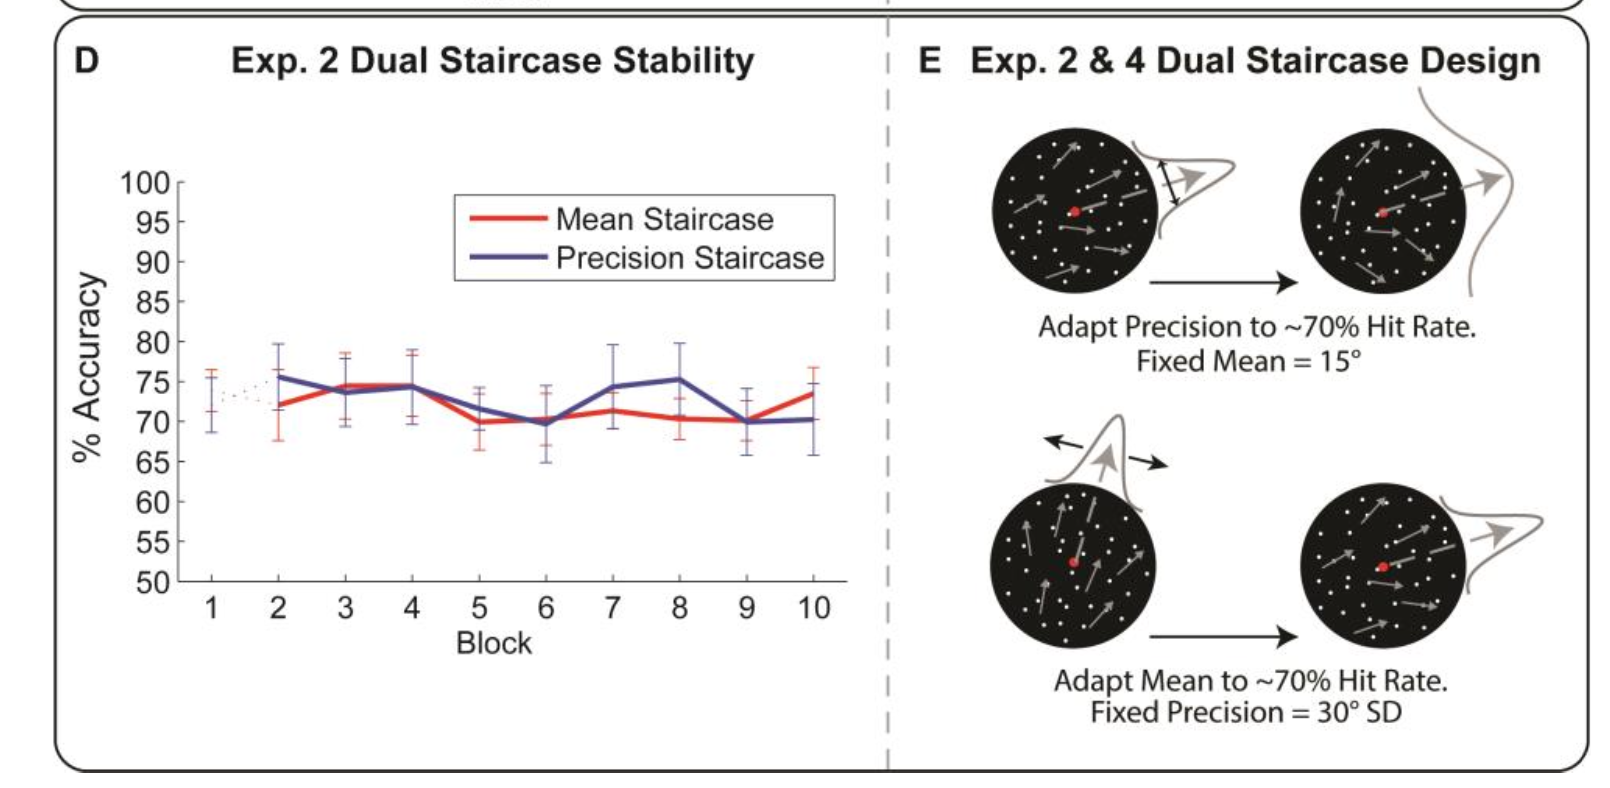 D Exp. 2 Dual Staircase Stability
100
95
90
85
80
75
70
65
60
55
50
% Accuracy
Mean Staircase
Precision Staircase
1 2 3 4 5 6 7 8 9 10
Block
E Exp. 2 & 4 Dual Staircase Design
Adapt Precision to ~70% Hit Rate.
Fixed Mean = 15°
Adapt Mean to ~70% Hit Rate.
Fixed Precision = 30° SD